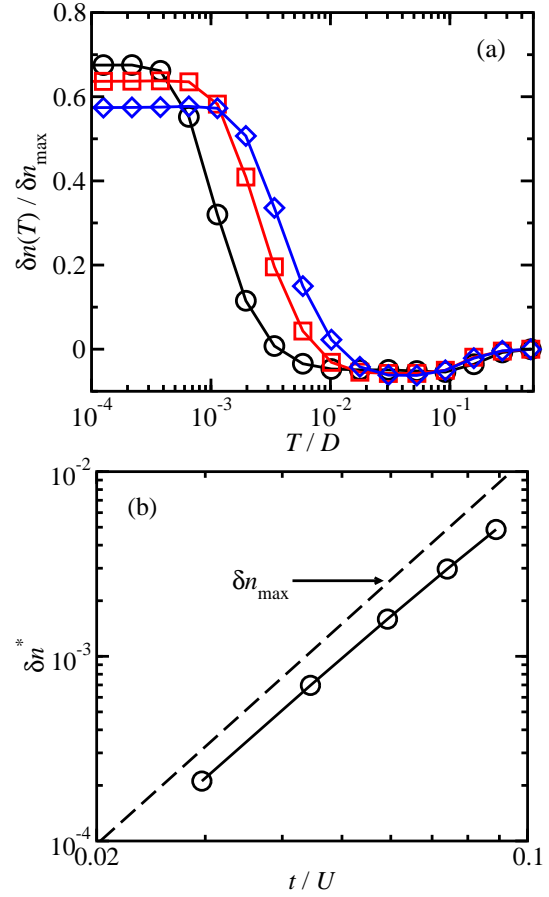 (a)
δn(T) / δn_max
0.8
0.6
0.4
0.2
0
10^-4
10^-3
10^-2
10^-1
T / D
10^-2
(b)
δn_max
δn^*
10^-3
10^-4
0.02
0.1
t / U